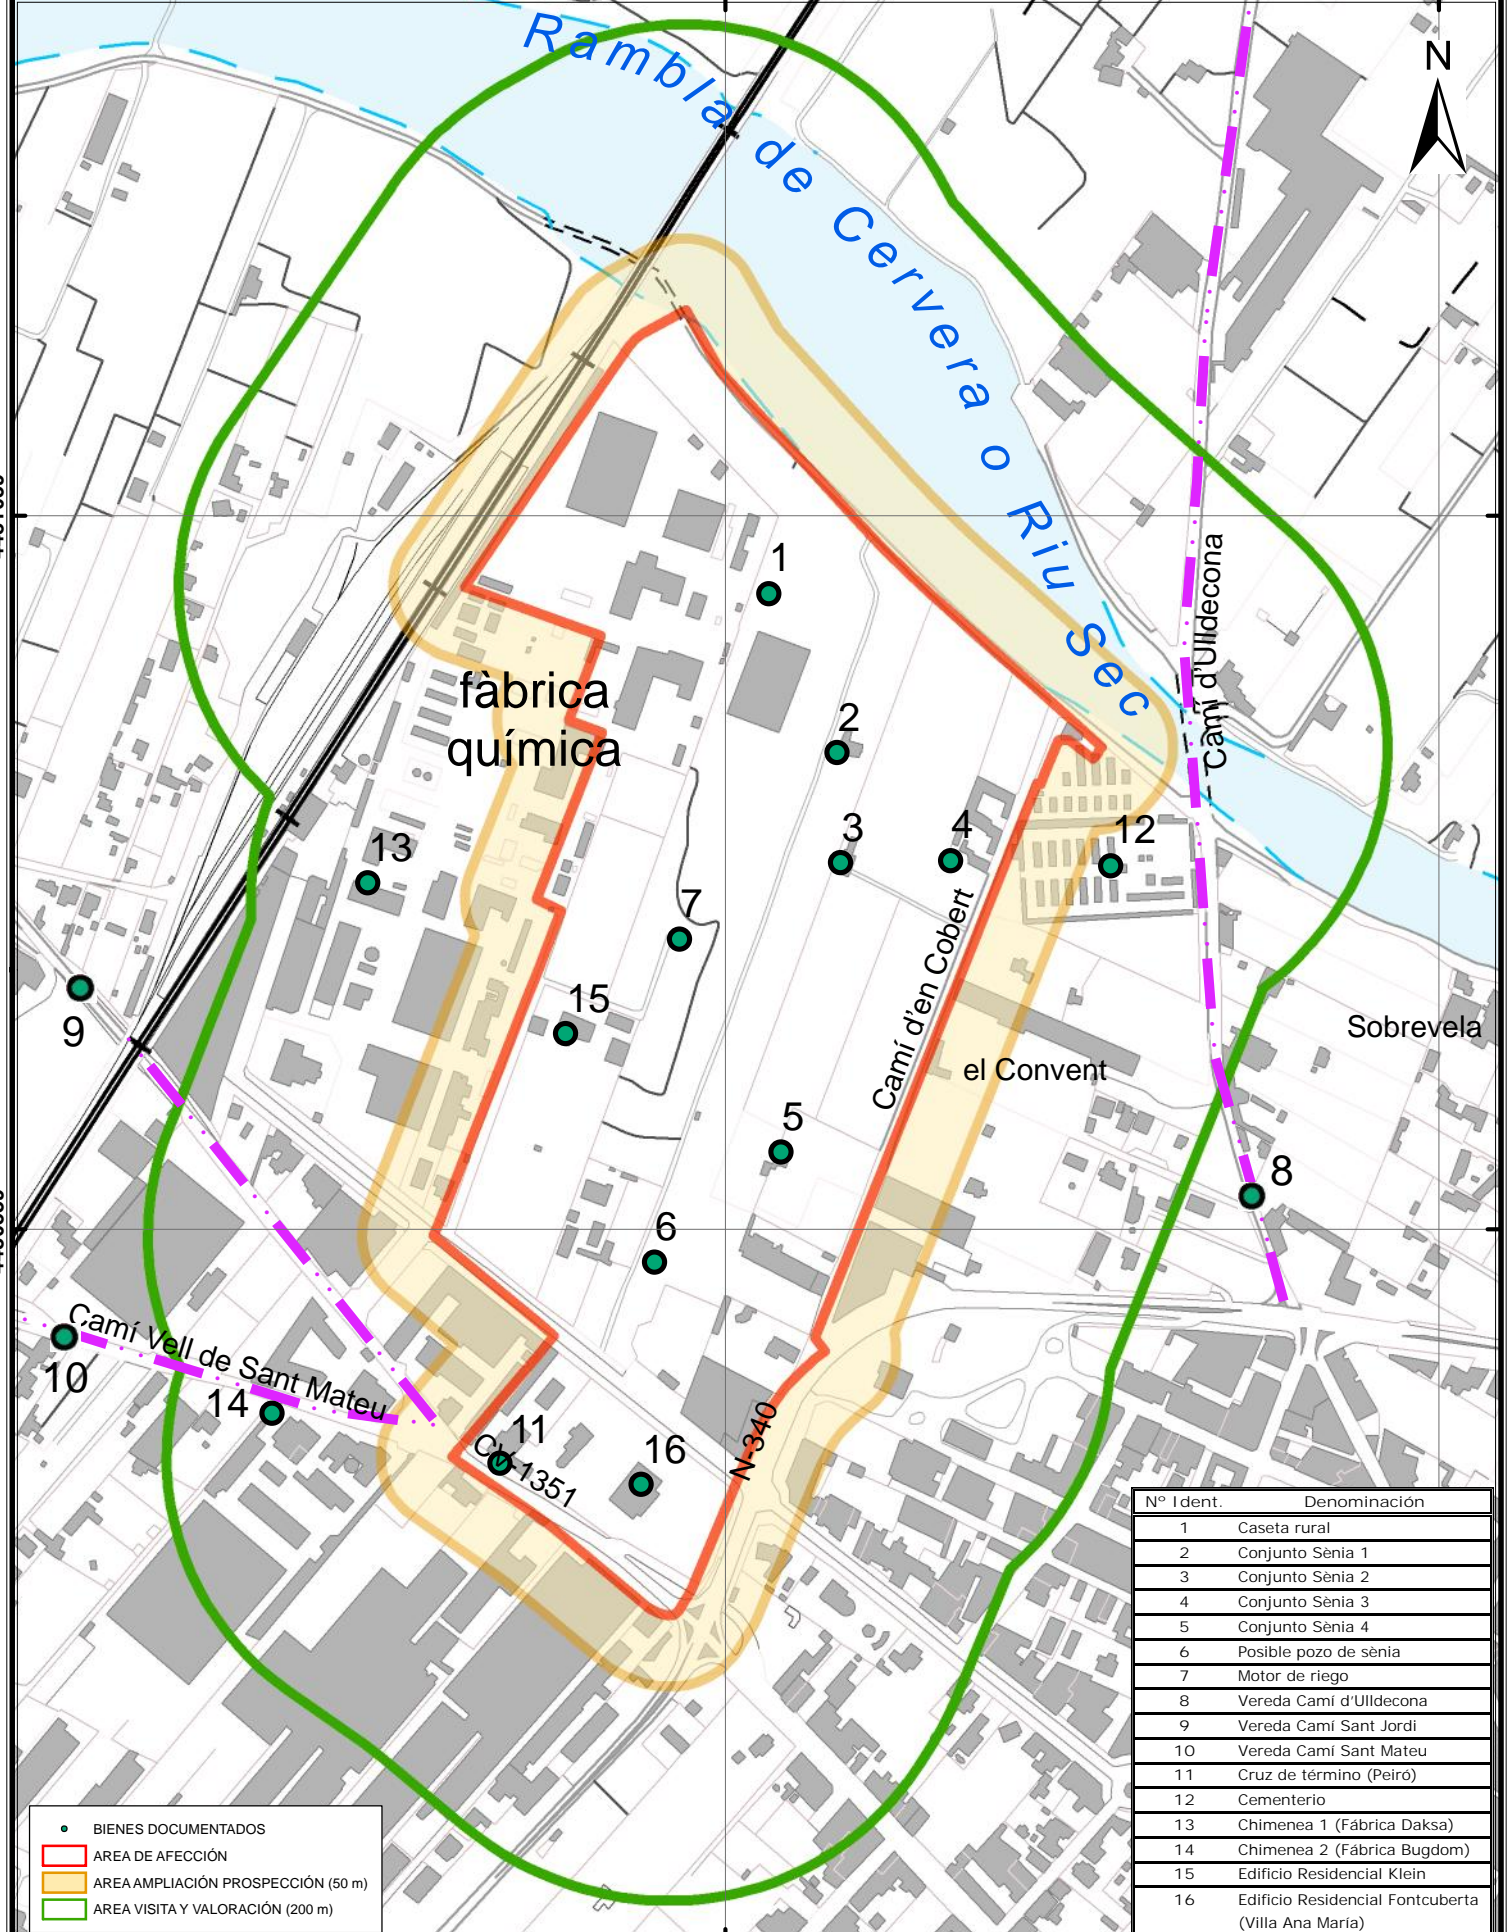 Rambla de Cervera o Riu Sec
N
1
fàbrica
química
2
Camí d'Ulldecona
3
4
12
13
7
15
9
Camí d'en Cobert
el Convent
Sobrevela
5
8
6
Camí Vell de Sant Mateu
10
14
11
CV-1351
16
N-340
Nº Ident. Denominación
1 Caseta rural
2 Conjunto Sènia 1
3 Conjunto Sènia 2
4 Conjunto Sènia 3
5 Conjunto Sènia 4
6 Posible pozo de sènia
7 Motor de riego
8 Vereda Camí d'Ulldecona
9 Vereda Camí Sant Jordi
10 Vereda Camí Sant Mateu
11 Cruz de término (Peiró)
12 Cementerio
13 Chimenea 1 (Fábrica Daksa)
14 Chimenea 2 (Fábrica Bugdom)
15 Edificio Residencial Klein
16 Edificio Residencial Fontcuberta
(Villa Ana María)
BIENES DOCUMENTADOS
AREA DE AFECCIÓN
AREA AMPLIACIÓN PROSPECCIÓN (50 m)
AREA VISITA Y VALORACIÓN (200 m)